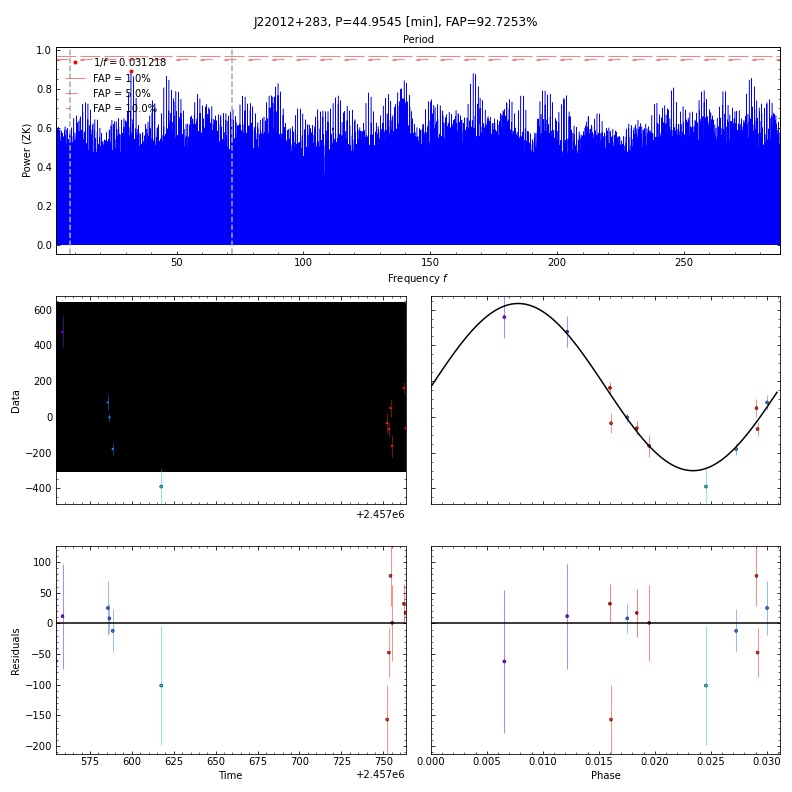 J22012+283, P=44.9545 [min], FAP=92.7253%
Period
1/f = 0.031218
FAP = 1.0%
FAP = 5.0%
FAP = 10.0%
1.0
0.8
0.6
0.4
0.2
0.0
Power (ZK)
50 100 150 200 250
Frequency f
600
400
200
0
−200
−400
Data
+2.457e6
100
50
0
−50
−100
−150
−200
Residuals
575 600 625 650 675 700 725 750
+2.457e6
Time
0.000 0.005 0.010 0.015 0.020 0.025 0.030
Phase